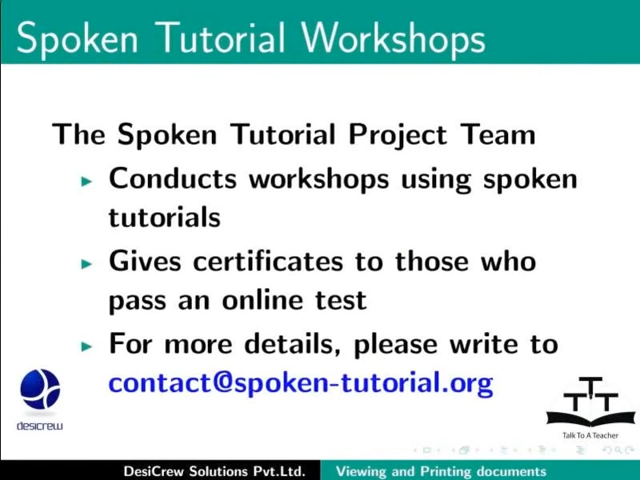 Spoken Tutorial Workshops
The Spoken Tutorial Project Team
Conducts workshops using spoken
tutorials
Gives certificates to those who
pass an online test
For more details, please write to
contact@spoken-tutorial.org
desicrew
TTT
Talk To A Teacher
DesiCrew Solutions Pvt.Ltd.
Viewing and Printing documents